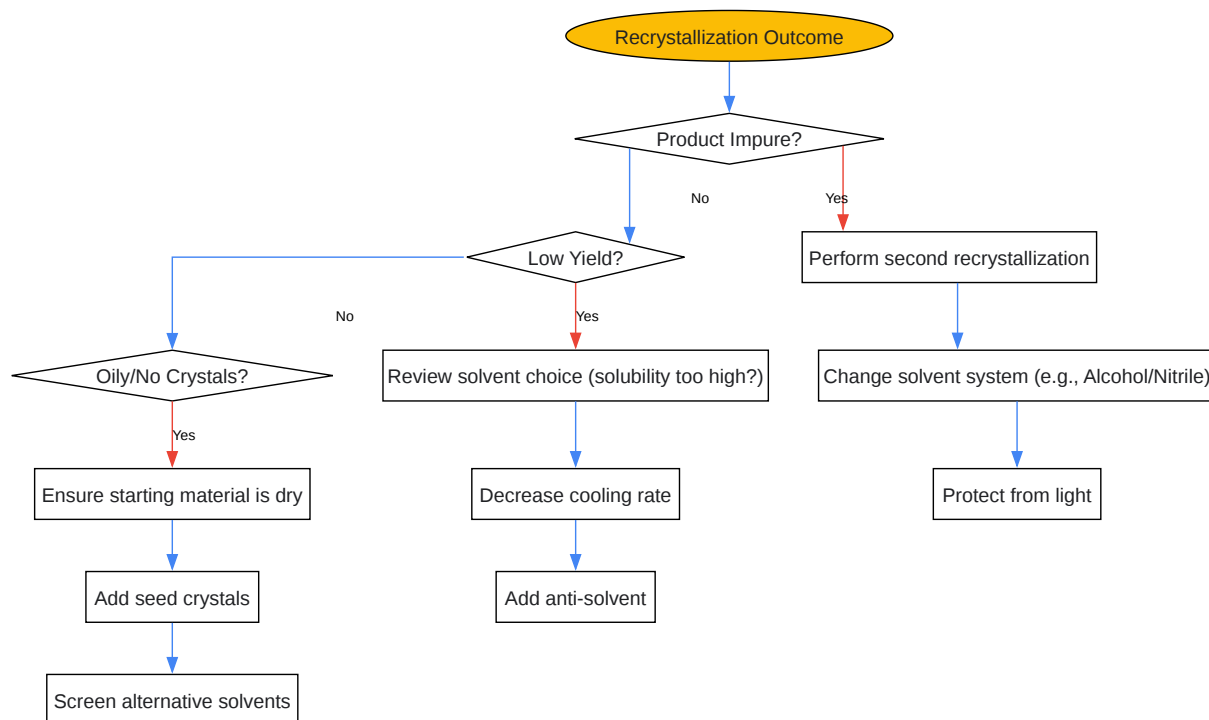 Recrystallization Outcome
Product Impure?
No
Yes
Low Yield?
Perform second recrystallization
No
Yes
Oily/No Crystals?
Review solvent choice (solubility too high?)
Change solvent system (e.g., Alcohol/Nitrile)
Yes
Ensure starting material is dry
Decrease cooling rate
Protect from light
Add seed crystals
Add anti-solvent
Screen alternative solvents